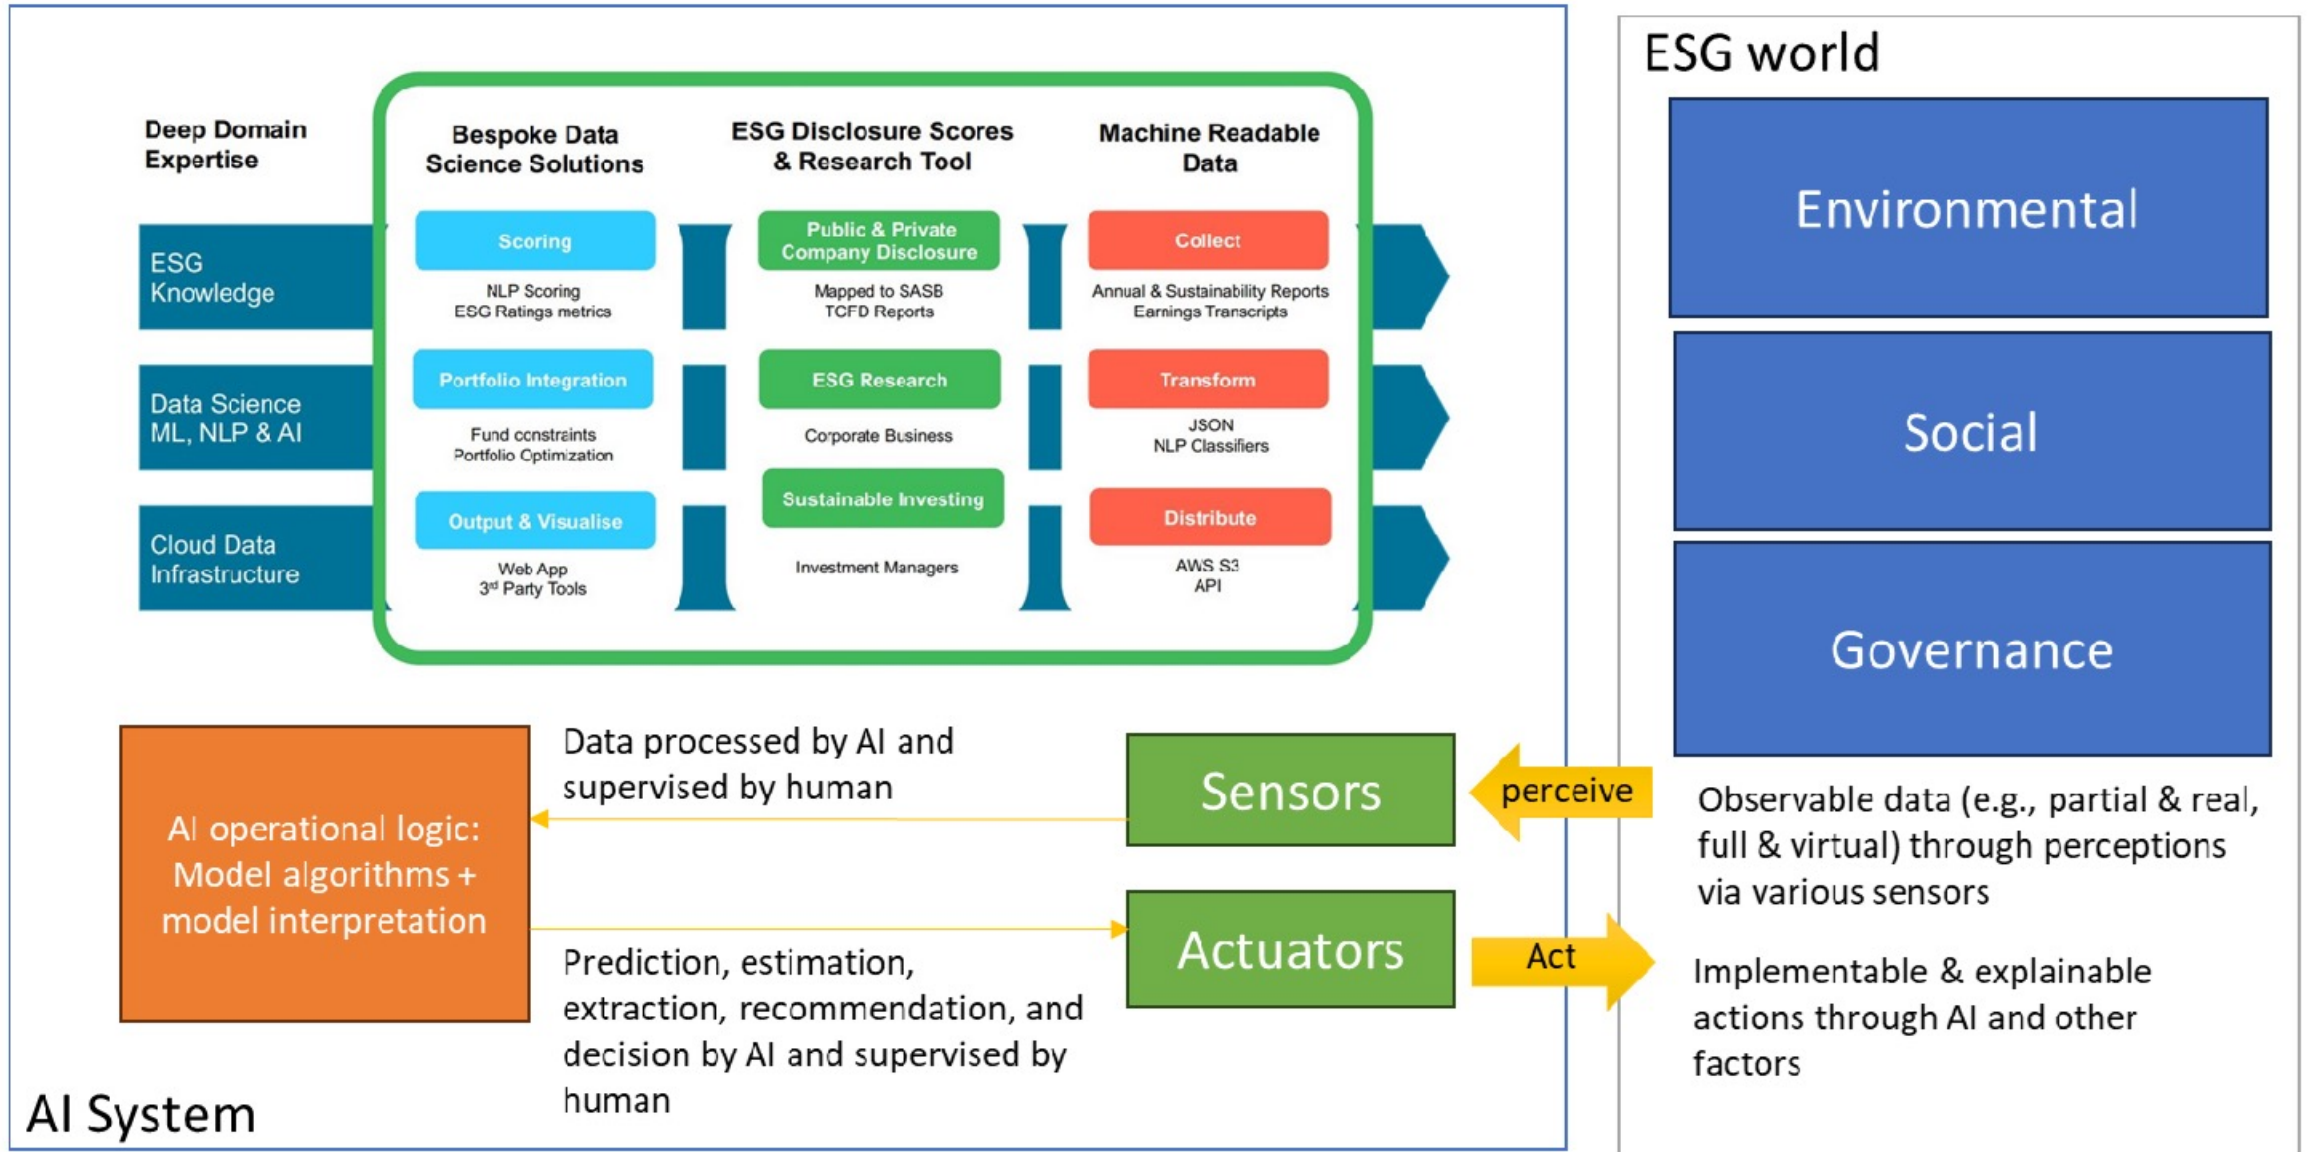 ESG world
Deep Domain
Expertise
Bespoke Data
Science Solutions
ESG Disclosure Scores
& Research Tool
Machine Readable
Data
ESG
Knowledge
Scoring
NLP Scoring
ESG Ratings metrics
Public & Private
Company Disclosure
Mapped to SASB
TCFD Reports
Collect
Annual & Sustainability Reports
Earnings Transcripts
Data Science
ML, NLP & AI
Portfolio Integration
Fund constraints
Portfolio Optimization
ESG Research
Corporate Business
Transform
JSON
NLP Classifiers
Cloud Data
Infrastructure
Output & Visualise
Web App
3rd Party Tools
Sustainable Investing
Investment Managers
Distribute
AWS S3
API
Environmental
Social
Governance
AI operational logic:
Model algorithms +
model interpretation
Data processed by AI and
supervised by human
Sensors
perceive
Observable data (e.g., partial & real,
full & virtual) through perceptions
via various sensors
Prediction, estimation,
extraction, recommendation, and
decision by AI and supervised by
human
Actuators
Act
Implementable & explainable
actions through AI and other
factors
AI System